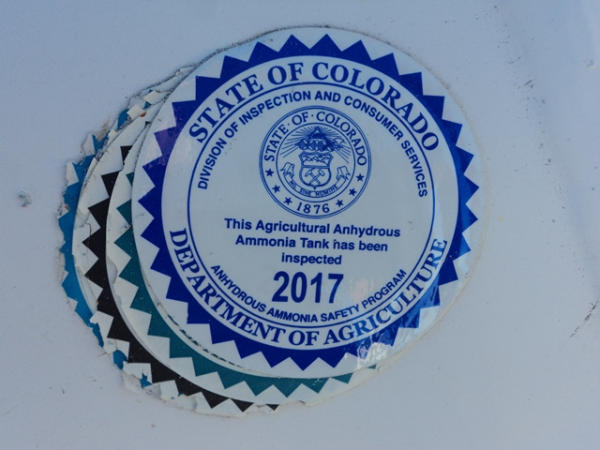 STATE OF COLORADO
DIVISION OF INSPECTION AND CONSUMER SERVICES
STATE·OF·COLORADO
1876
This Agricultural Anhydrous
Ammonia Tank has been
inspected
2017
ANHYDROUS AMMONIA SAFETY PROGRAM
DEPARTMENT OF AGRICULTURE